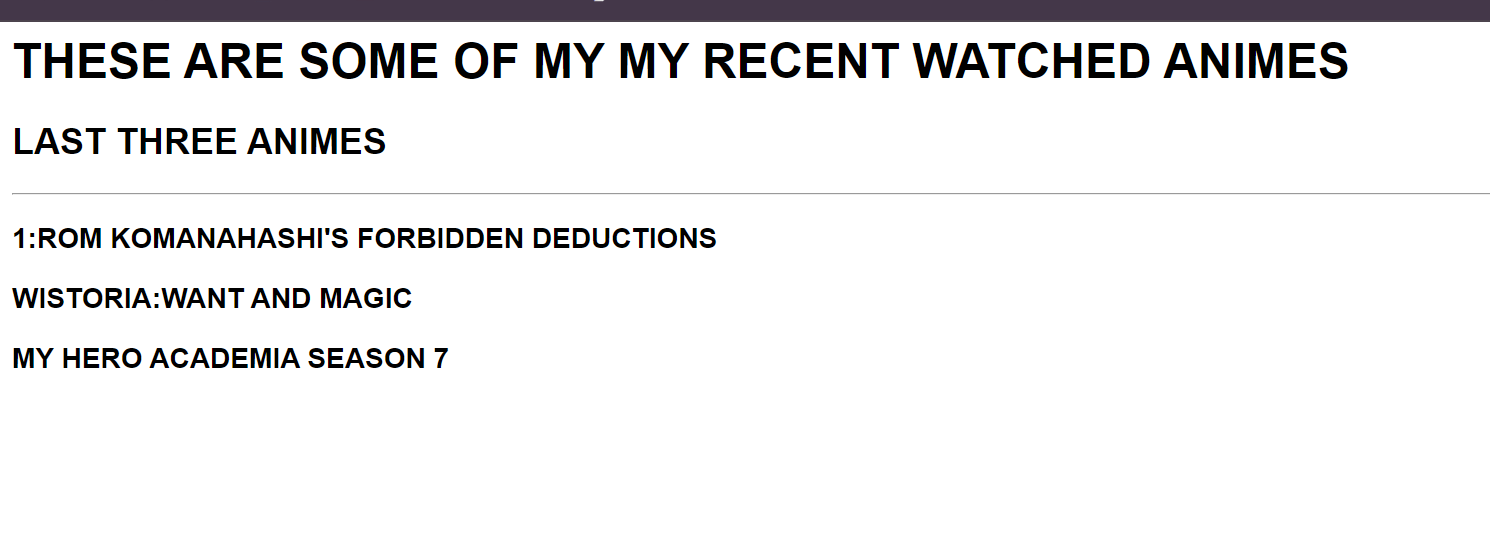 THESE ARE SOME OF MY MY RECENT WATCHED ANIMES
LAST THREE ANIMES
1:ROM KOMANAHASHI'S FORBIDDEN DEDUCTIONS
WISTORIA:WANT AND MAGIC
MY HERO ACADEMIA SEASON 7